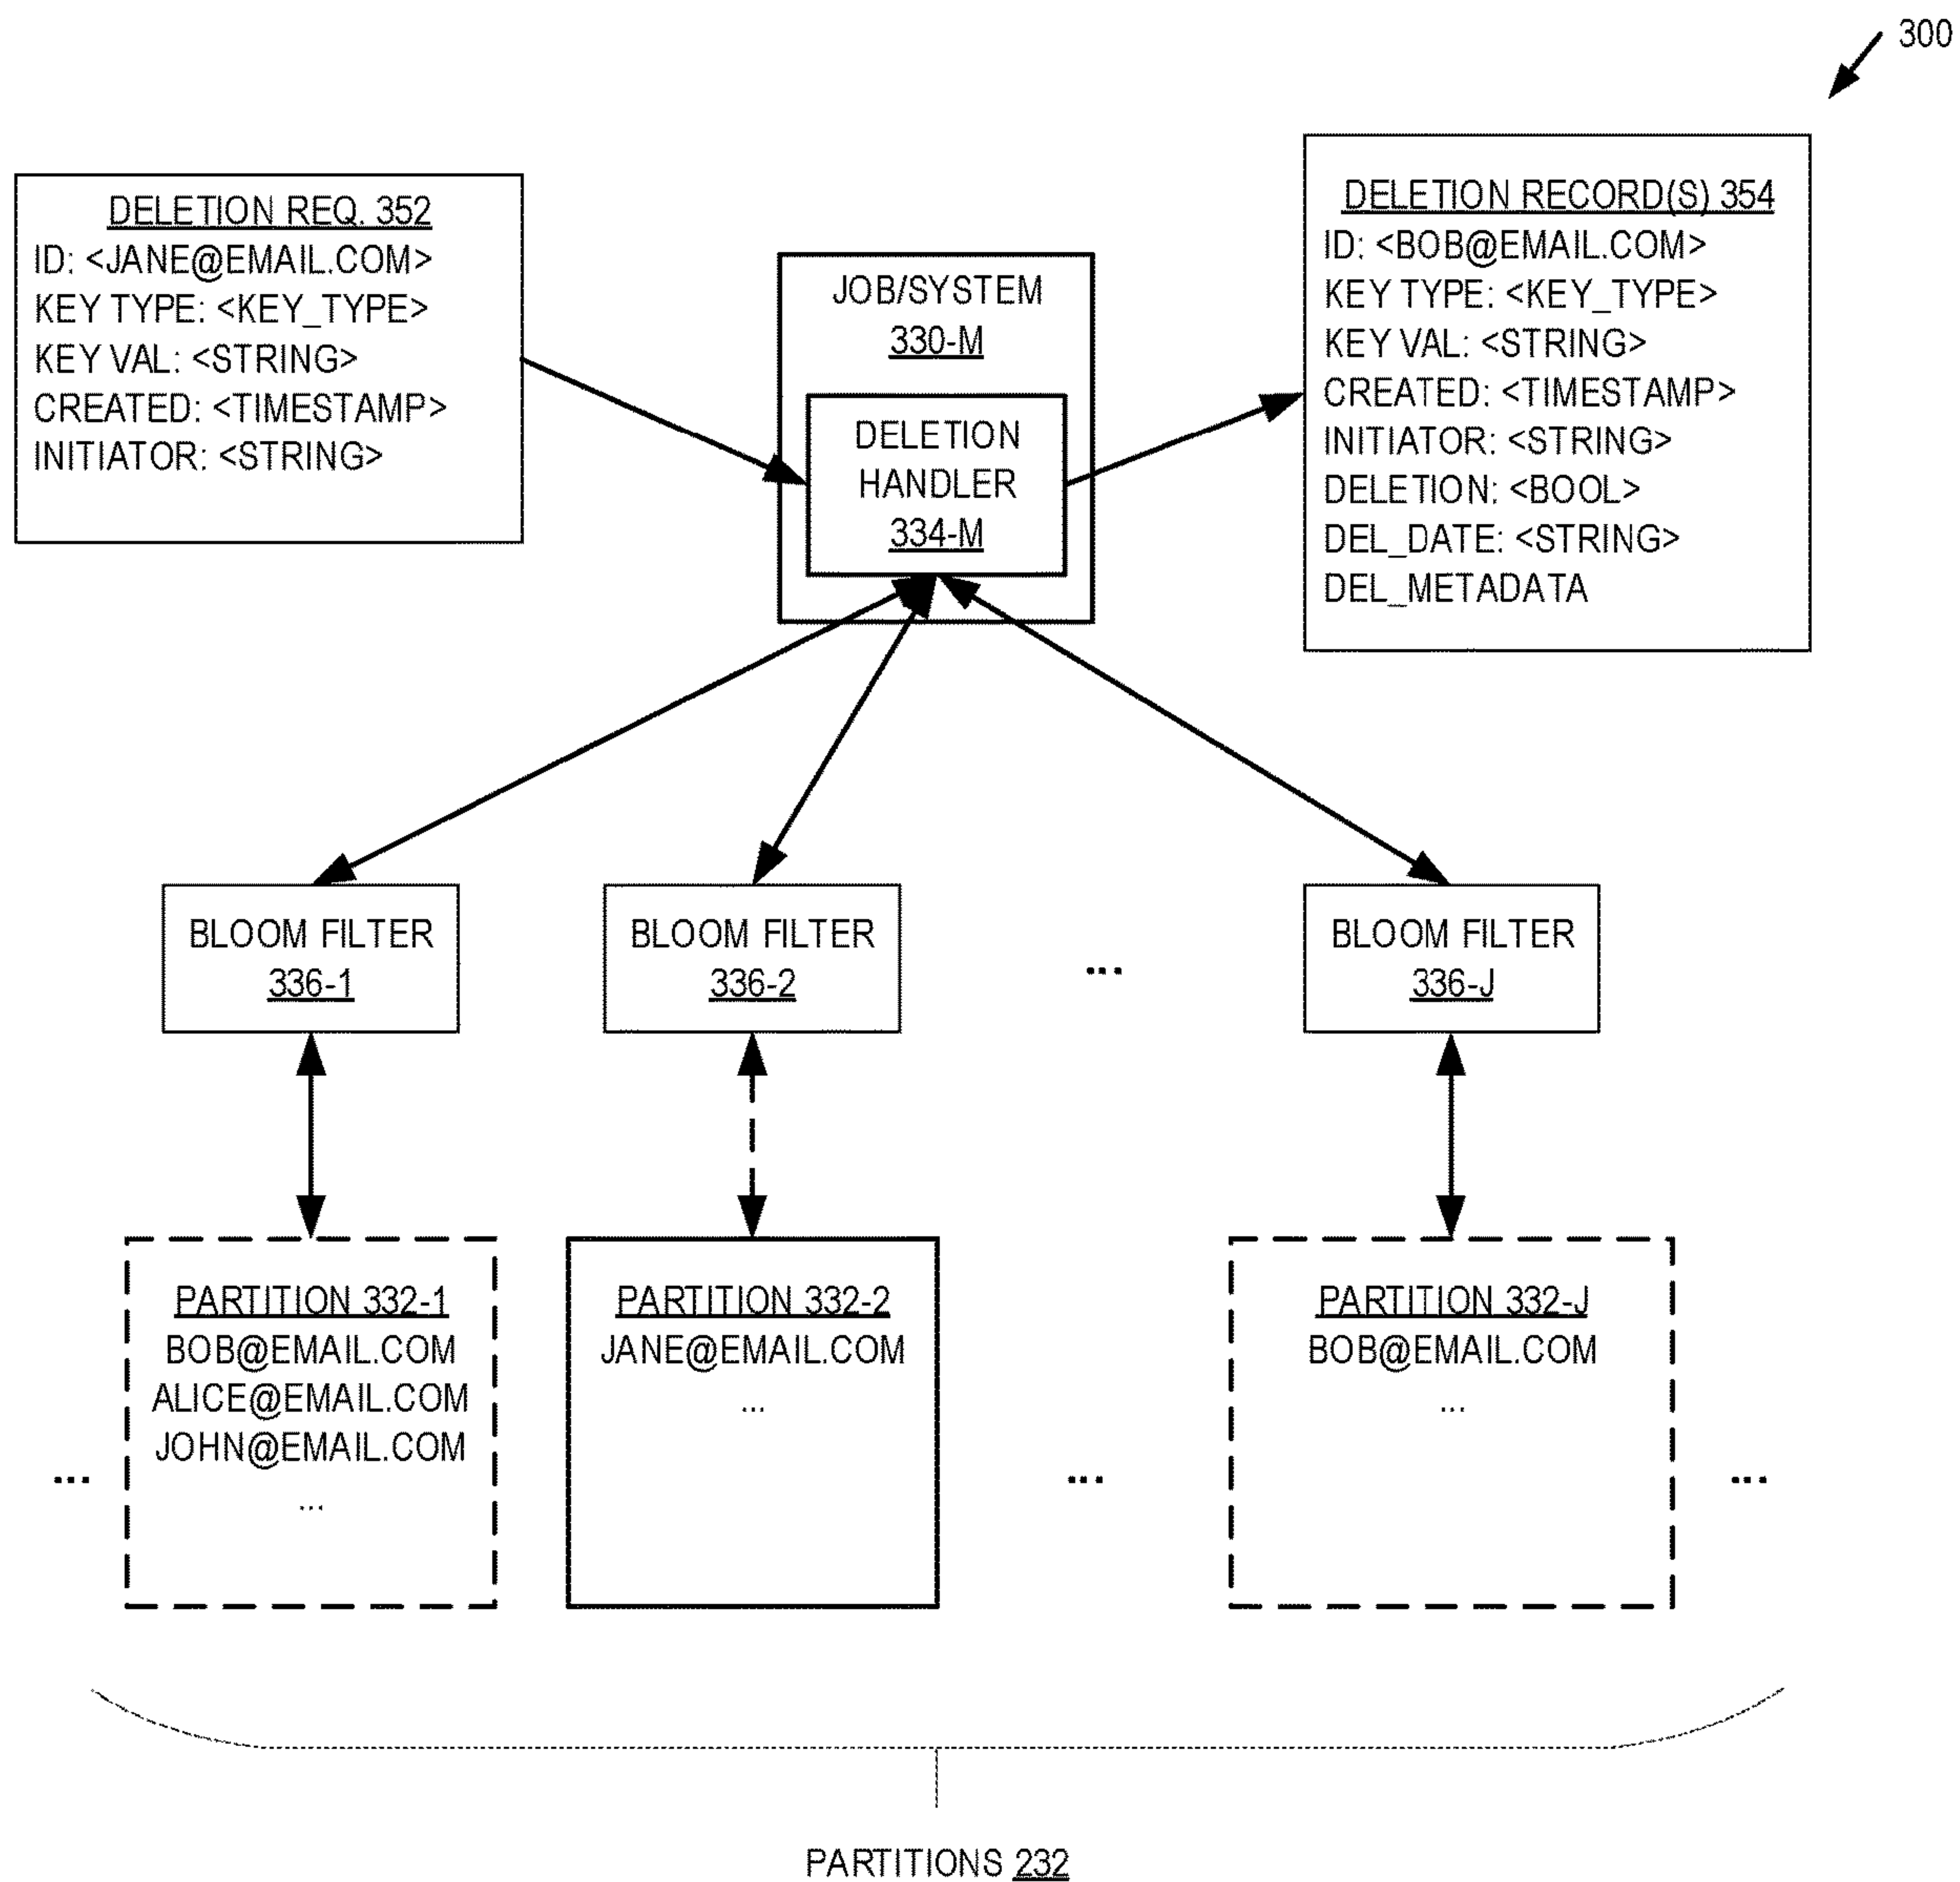 300
DELETION REQ. 352
ID: <JANE@EMAIL.COM>
KEY TYPE: <KEY_TYPE>
KEY VAL: <STRING>
CREATED: <TIMESTAMP>
INITIATOR: <STRING>
JOB/SYSTEM
330-M
DELETION
HANDLER
334-M
DELETION RECORD(S) 354
ID: <BOB@EMAIL.COM>
KEY TYPE: <KEY_TYPE>
KEY VAL: <STRING>
CREATED: <TIMESTAMP>
INITIATOR: <STRING>
DELETION: <BOOL>
DEL_DATE: <STRING>
DEL_METADATA
BLOOM FILTER
336-1
BLOOM FILTER
336-2
...
BLOOM FILTER
336-J
...
PARTITION 332-1
BOB@EMAIL.COM
ALICE@EMAIL.COM
JOHN@EMAIL.COM
...
PARTITION 332-2
JANE@EMAIL.COM
...
...
PARTITION 332-J
BOB@EMAIL.COM
...
...
PARTITIONS 232